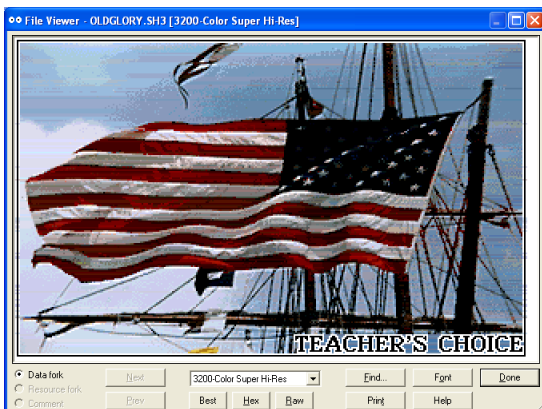 File Viewer - OLDGLORY.SH3 [3200-Color Super Hi-Res]
TEACHER'S CHOICE
Data fork
Resource fork
Comment
Next
Prev
3200-Color Super Hi-Res
Best
Hex
Raw
Find...
Font
Done
Print
Help